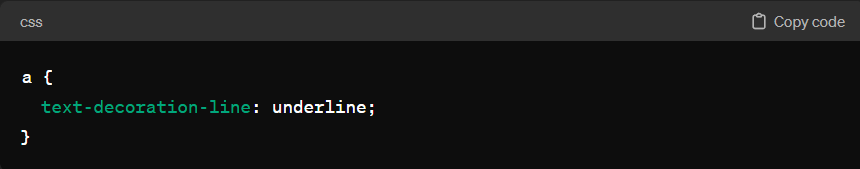 css
Copy code
a {
  text-decoration-line: underline;
}